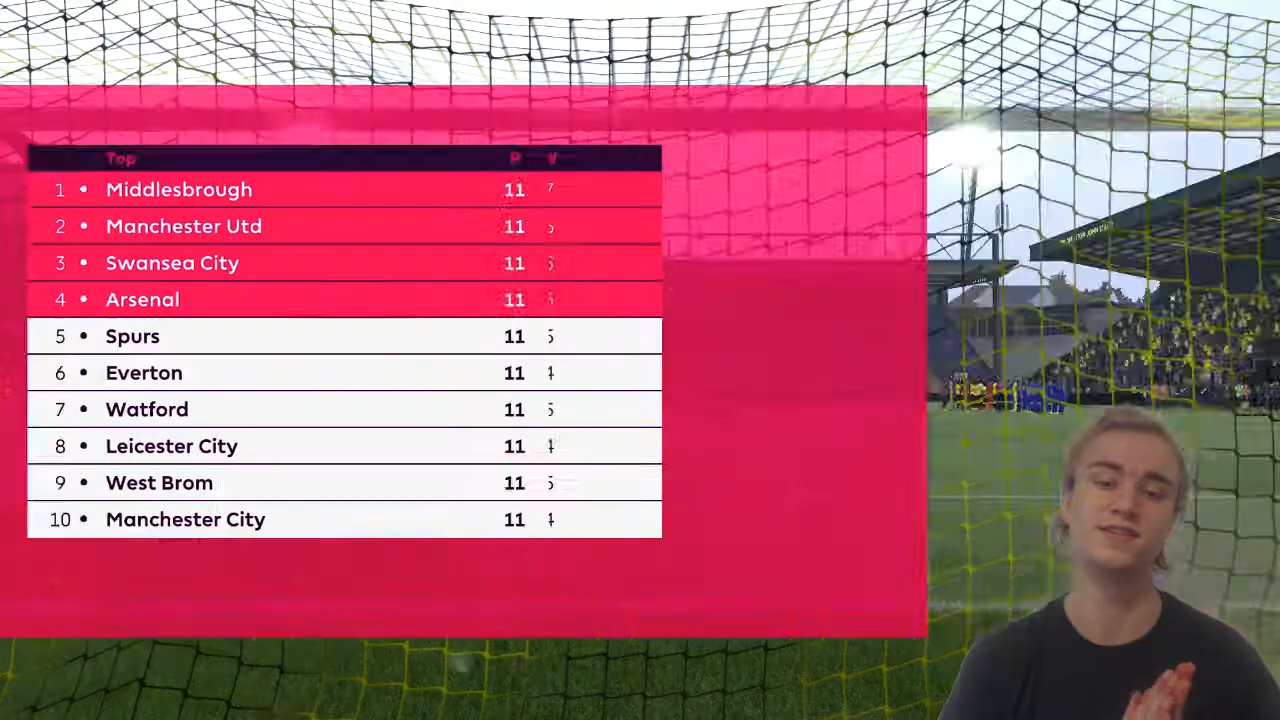 Top P
1 • Middlesbrough 11
2 • Manchester Utd 11
3 • Swansea City 11
4 • Arsenal 11
5 • Spurs 11
6 • Everton 11
7 • Watford 11
8 • Leicester City 11
9 • West Brom 11
10 • Manchester City 11